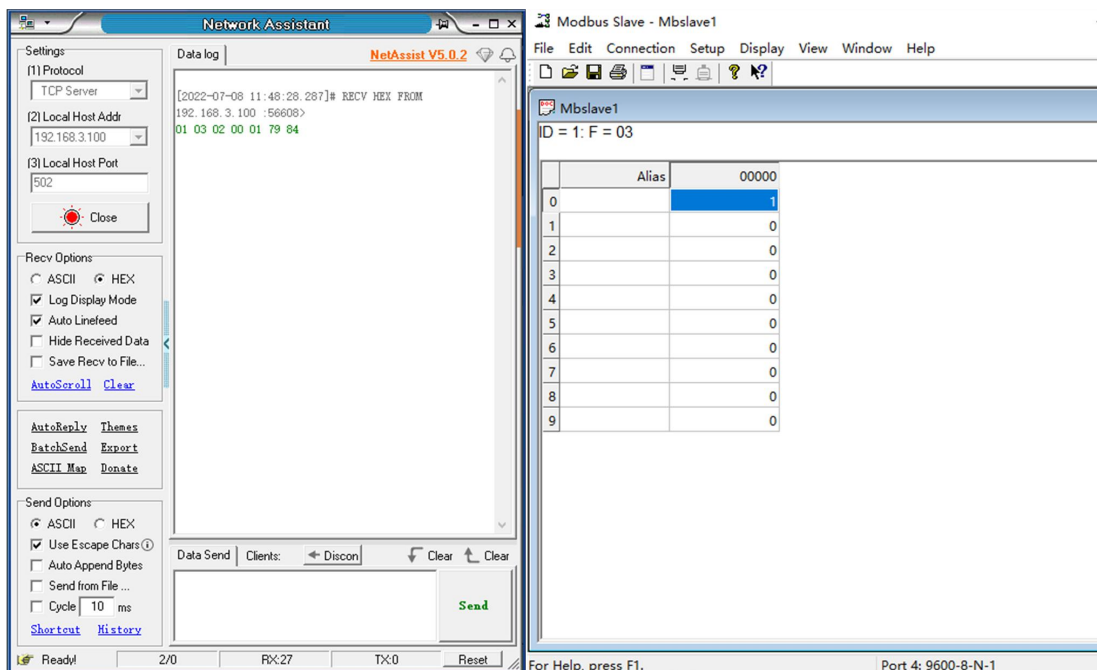 Network Assistant
Settings
(1) Protocol
TCP Server
(2) Local Host Addr
192.168.3.100
(3) Local Host Port
502
Close
Recv Options
ASCII HEX
Log Display Mode
Auto Linefeed
Hide Received Data
Save Recv to File...
AutoScroll Clear
AutoReply Themes
BatchSend Export
ASCII Map Donate
Send Options
ASCII HEX
Use Escape Chars
Auto Append Bytes
Send from File ...
Cycle 10 ms
Shortcut History
Data log NetAssist V5.0.2
[2022-07-08 11:48:28.287]# RECV HEX FROM
192.168.3.100 :56608>
01 03 02 00 01 79 84
Data Send Clients: Discon Clear Clear
Send
Ready! 2/0 RX:27 TX:0 Reset
Modbus Slave - Mbslave1
File Edit Connection Setup Display View Window Help
Mbslave1
ID = 1: F = 03
Alias 00000
0 1
1 0
2 0
3 0
4 0
5 0
6 0
7 0
8 0
9 0
For Help, press F1. Port 4: 9600-8-N-1